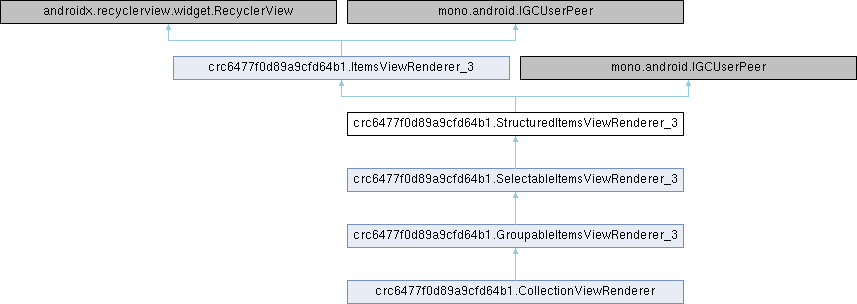 androidx.recyclerview.widget.RecyclerView
mono.android.IGCUserPeer
crc6477f0d89a9cfd64b1.ItemsViewRenderer_3
mono.android.IGCUserPeer
crc6477f0d89a9cfd64b1.StructuredItemsViewRenderer_3
crc6477f0d89a9cfd64b1.SelectableItemsViewRenderer_3
crc6477f0d89a9cfd64b1.GroupableItemsViewRenderer_3
crc6477f0d89a9cfd64b1.CollectionViewRenderer